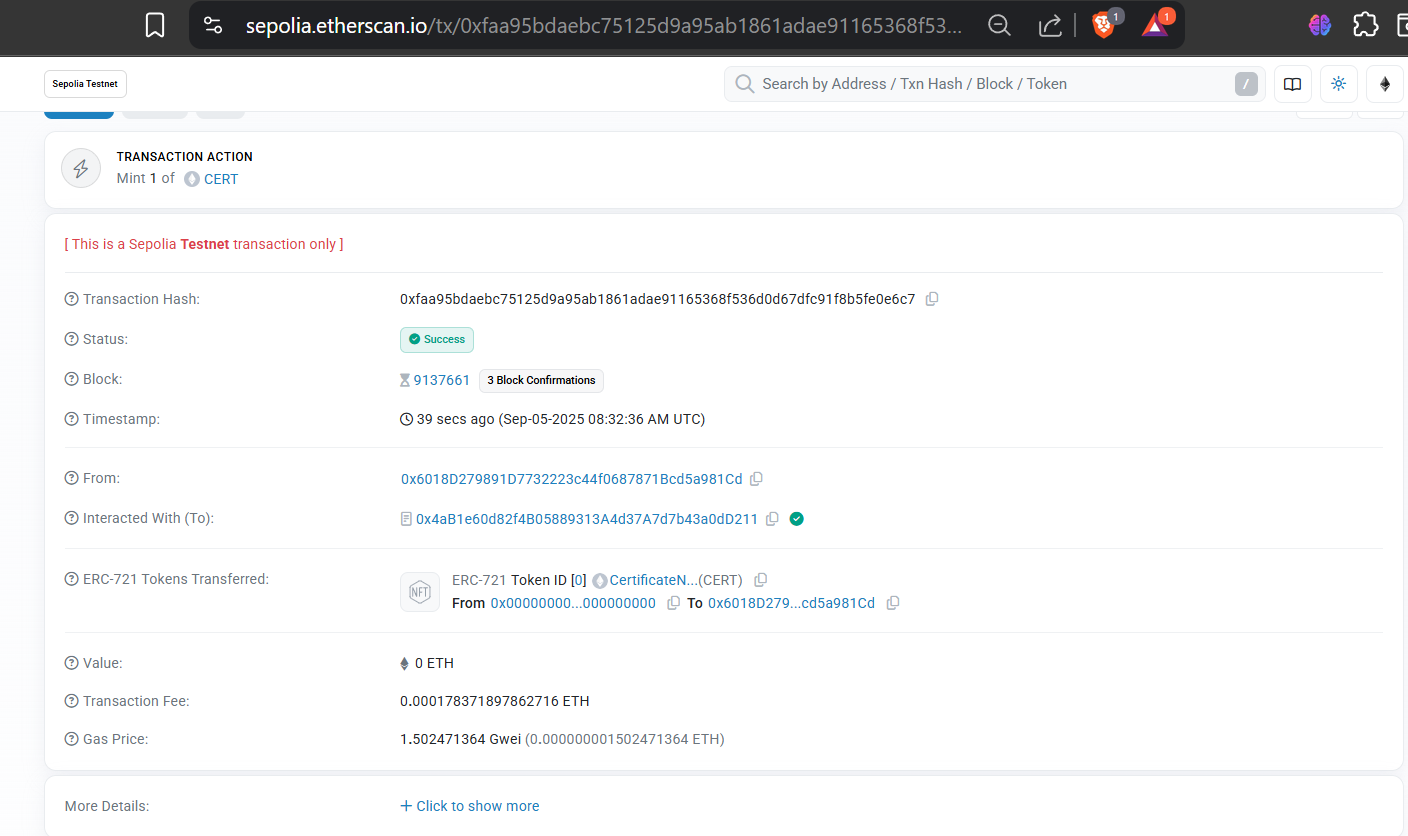 sepolia.etherscan.io/tx/0xfaa95bdaebc75125d9a95ab1861adae91165368f53...
1
1
Sepolia Testnet
Search by Address / Txn Hash / Block / Token
/
TRANSACTION ACTION
Mint 1 of CERT
[ This is a Sepolia Testnet transaction only ]
Transaction Hash: 0xfaa95bdaebc75125d9a95ab1861adae91165368f536d0d67dfc91f8b5fe0e6c7
Status: Success
Block: 9137661 3 Block Confirmations
Timestamp: 39 secs ago (Sep-05-2025 08:32:36 AM UTC)
From: 0x6018D279891D7732223c44f0687871Bcd5a981Cd
Interacted With (To): 0x4aB1e60d82f4B05889313A4d37A7d7b43a0dD211
ERC-721 Tokens Transferred: ERC-721 Token ID [0] CertificateN...(CERT)
NFT
From 0x00000000...000000000 To 0x6018D279...cd5a981Cd
Value: 0 ETH
Transaction Fee: 0.000178371897862716 ETH
Gas Price: 1.502471364 Gwei (0.000000001502471364 ETH)
More Details: + Click to show more